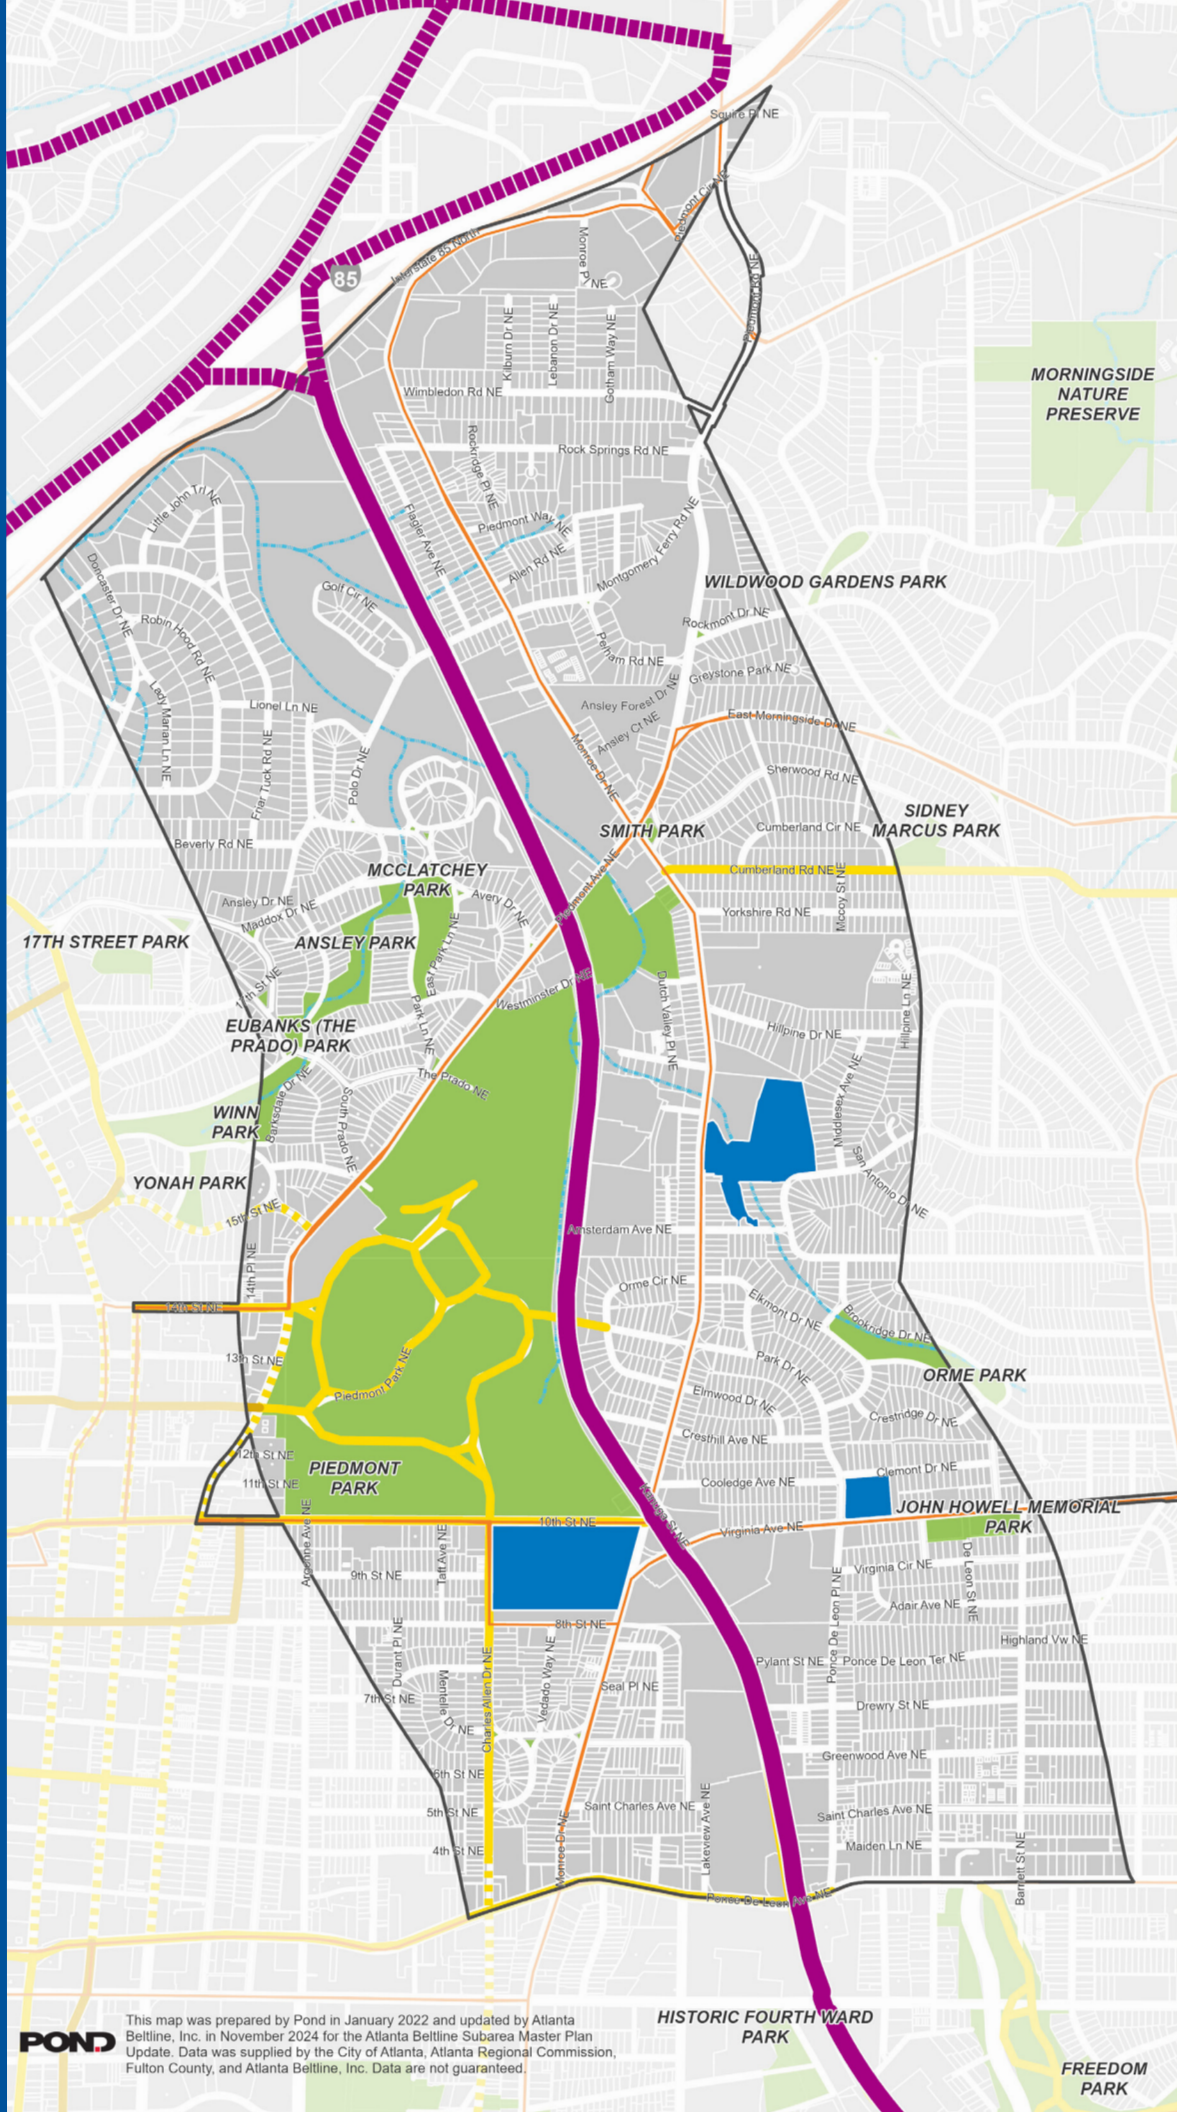 Squire Pl NE
Piedmont Cir NE
Interstate 85 North
Monroe Pl NE
85
Piedmont Rd NE
Kilburn Dr NE
Lebanon Dr NE
Gotham Way NE
Wimbledon Rd NE
MORNINGSIDE
NATURE
PRESERVE
Rock Springs Rd NE
Rockridge Pl NE
Little John Trl NE
Flagler Ave NE
Piedmont Way NE
Allen Rd NE
Montgomery Ferry Rd NE
Doncaster Dr NE
Golf Cir NE
WILDWOOD GARDENS PARK
Robin Hood Rd NE
Rockmont Dr NE
Pelham Rd NE
Greystone Park NE
Lady Marian Ln NE
Lionel Ln NE
Ansley Forest Dr NE
Ansley Ct NE
East Morningside Dr NE
Friar Tuck Rd NE
Polo Dr NE
Monroe Dr NE
Sherwood Rd NE
SIDNEY
MARCUS PARK
SMITH PARK
Cumberland Cir NE
Beverly Rd NE
MCCLATCHEY
PARK
Piedmont Ave NE
Cumberland Rd NE
Mccoy St NE
Ansley Dr NE
Maddox Dr NE
Avery Dr NE
Yorkshire Rd NE
17TH STREET PARK
ANSLEY PARK
East Park Ln NE
17th St NE
Westminster Dr NE
Dutch Valley Pl NE
Hillpine Ln NE
Park Ln NE
EUBANKS (THE
PRADO) PARK
Hillpine Dr NE
The Prado NE
Barksdale Dr NE
South Prado NE
Middlesex Ave NE
WINN
PARK
San Antonio Dr NE
YONAH PARK
15th St NE
Amsterdam Ave NE
14th Pl NE
Orme Cir NE
Elkmont Dr NE
14th St NE
Brookridge Dr NE
13th St NE
Park Dr NE
ORME PARK
Piedmont Park NE
Elmwood Dr NE
Crestridge Dr NE
Cresthill Ave NE
12th St NE
11th St NE
PIEDMONT
PARK
Cooledge Ave NE
Clemont Dr NE
Kanuga St NE
JOHN HOWELL MEMORIAL
PARK
10th St NE
Virginia Ave NE
Argonne Ave NE
Taft Ave NE
9th St NE
Virginia Cir NE
De Leon St NE
Ponce De Leon Pl NE
Adair Ave NE
8th St NE
Durant Pl NE
Vedado Way NE
Highland Vw NE
Pylant St NE
Ponce De Leon Ter NE
7th St NE
Mentelle Dr NE
Charles Allen Dr NE
Seal Pl NE
Drewry St NE
Greenwood Ave NE
6th St NE
5th St NE
Saint Charles Ave NE
Lakeview Ave NE
Saint Charles Ave NE
4th St NE
Monroe Dr NE
Maiden Ln NE
Barnett St NE
Ponce De Leon Ave NE
HISTORIC FOURTH WARD
PARK
FREEDOM
PARK
POND
This map was prepared by Pond in January 2022 and updated by Atlanta
Beltline, Inc. in November 2024 for the Atlanta Beltline Subarea Master Plan
Update. Data was supplied by the City of Atlanta, Atlanta Regional Commission,
Fulton County, and Atlanta Beltline, Inc. Data are not guaranteed.